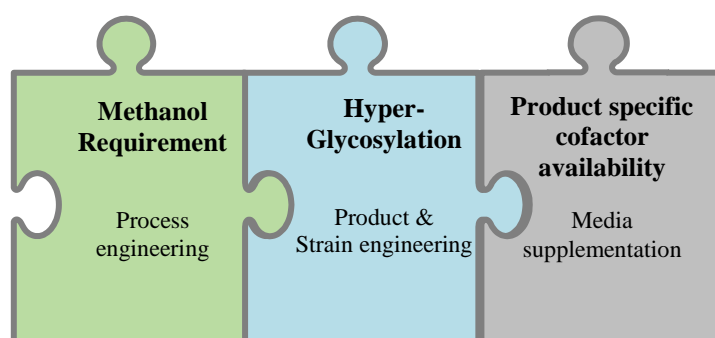 Methanol
Requirement
Process
engineering
Hyper-
Glycosylation
Product &
Strain engineering
Product specific
cofactor
availability
Media
supplementation